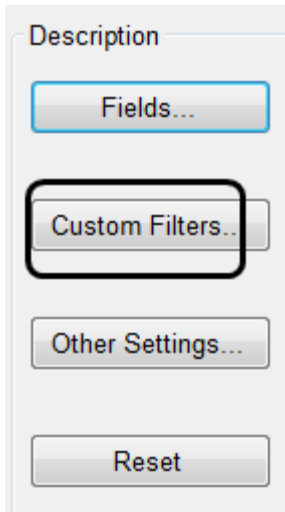 Description
Fields...
Custom Filters..
Other Settings...
Reset